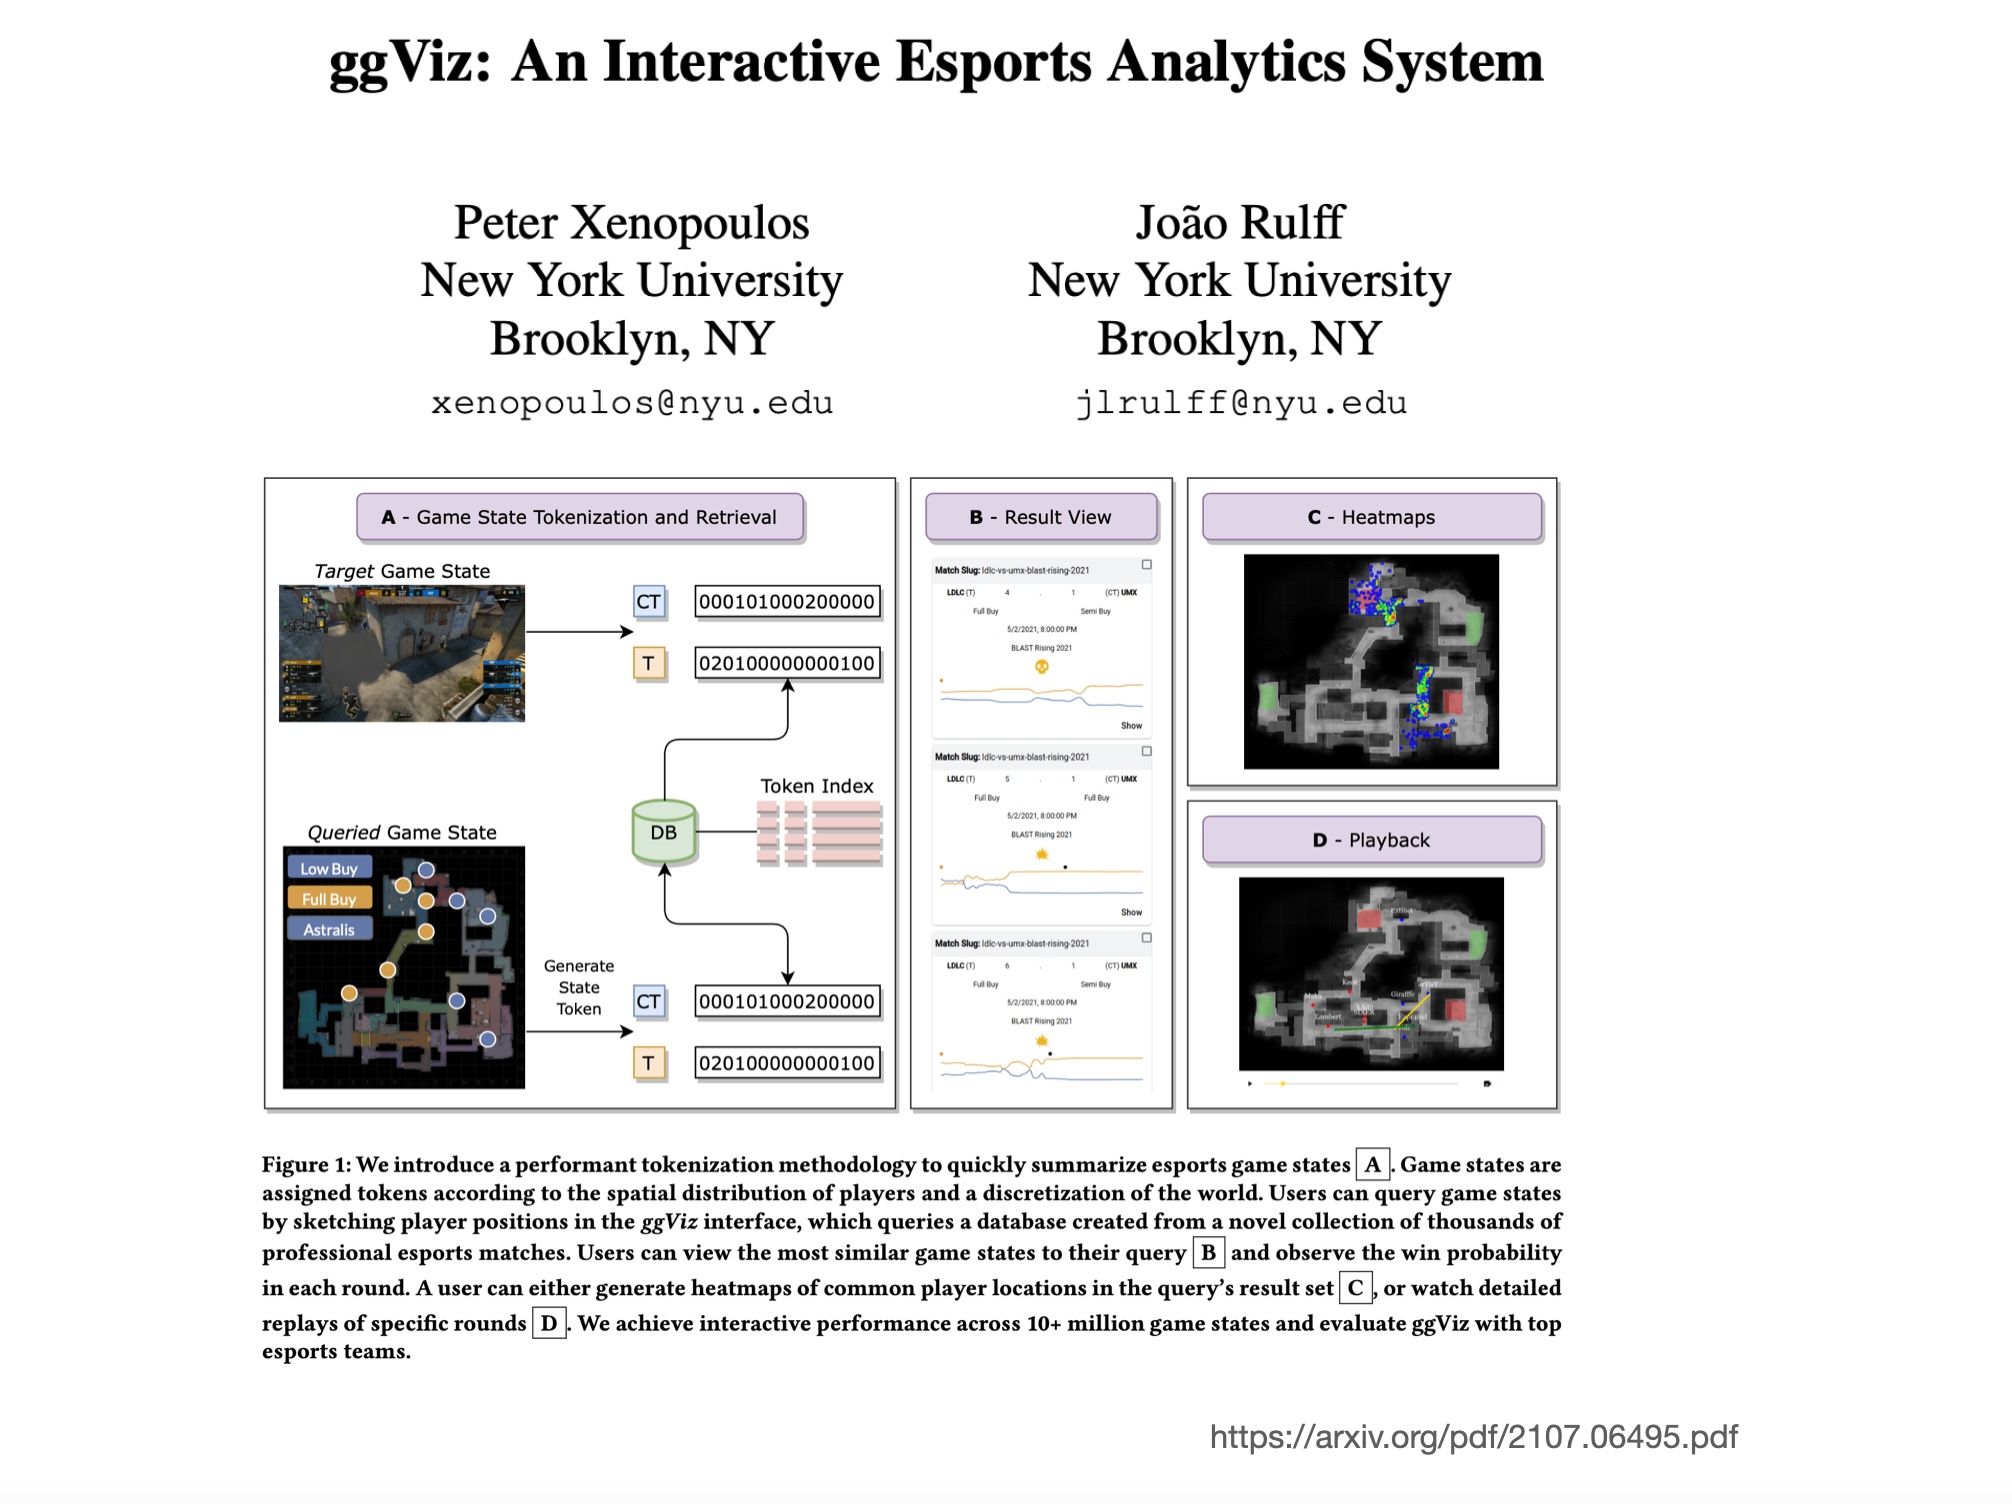 ggViz: An Interactive Esports Analytics System
Peter Xenopoulos
New York University
Brooklyn, NY
xenopoulos@nyu.edu
João Rulff
New York University
Brooklyn, NY
jlrulff@nyu.edu
A - Game State Tokenization and Retrieval
Target Game State
CT
000101000200000
T
020100000000100
Token Index
DB
Queried Game State
Low Buy
Full Buy
Astralis
Generate
State
Token
CT
000101000200000
T
020100000000100
B - Result View
Match Slug: ldlc-vs-umx-blast-rising-2021
LDLC (T) 4 . 1 (CT) UMX
Full Buy Semi Buy
5/2/2021, 8:00:00 PM
BLAST Rising 2021
Show
Match Slug: ldlc-vs-umx-blast-rising-2021
LDLC (T) 5 . 1 (CT) UMX
Full Buy Full Buy
5/2/2021, 8:00:00 PM
BLAST Rising 2021
Show
Match Slug: ldlc-vs-umx-blast-rising-2021
LDLC (T) 6 . 1 (CT) UMX
Full Buy Semi Buy
5/2/2021, 8:00:00 PM
BLAST Rising 2021
C - Heatmaps
D - Playback
Lambert
Giraffe
Figure 1: We introduce a performant tokenization methodology to quickly summarize esports game states A. Game states are
assigned tokens according to the spatial distribution of players and a discretization of the world. Users can query game states
by sketching player positions in the ggViz interface, which queries a database created from a novel collection of thousands of
professional esports matches. Users can view the most similar game states to their query B and observe the win probability
in each round. A user can either generate heatmaps of common player locations in the query's result set C, or watch detailed
replays of specific rounds D. We achieve interactive performance across 10+ million game states and evaluate ggViz with top
esports teams.
https://arxiv.org/pdf/2107.06495.pdf